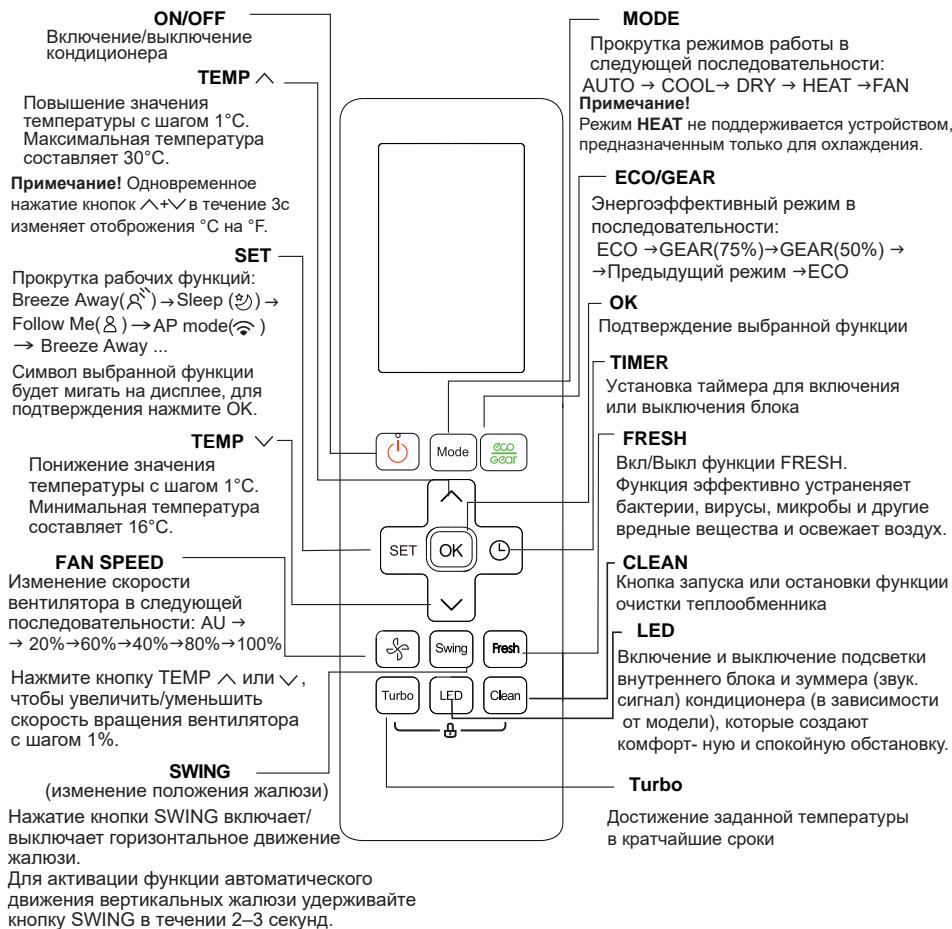 ON/OFF
Включение/выключение
кондиционера
TEMP ∧
Повышение значения
температуры с шагом 1°C.
Максимальная температура
составляет 30°C.
Примечание! Одновременное
нажатие кнопок ∧+∨ в течение 3с
изменяет отоброжения °C на °F.
SET
Прокрутка рабочих функций:
Breeze Away( ) → Sleep ( ) →
Follow Me( ) → AP mode( )
→ Breeze Away ...
Символ выбранной функции
будет мигать на дисплее, для
подтверждения нажмите OK.
TEMP ∨
Понижение значения
температуры с шагом 1°C.
Минимальная температура
составляет 16°C.
FAN SPEED
Изменение скорости
вентилятора в следующей
последовательности: AU →
→ 20%→60%→40%→80%→100%
Нажмите кнопку TEMP ∧ или ∨,
чтобы увеличить/уменьшить
скорость вращения вентилятора
с шагом 1%.
SWING
(изменение положения жалюзи)
Нажатие кнопки SWING включает/
выключает горизонтальное движение
жалюзи.
Для активации функции автоматического
движения вертикальных жалюзи удерживайте
кнопку SWING в течении 2–3 секунд.
Mode
eco
Gear
SET
OK
Swing
Fresh
Turbo
LED
Clean
MODE
Прокрутка режимов работы в
следующей последовательности:
AUTO → COOL→ DRY → HEAT →FAN
Примечание!
Режим HEAT не поддерживается устройством,
предназначенным только для охлаждения.
ECO/GEAR
Энергоэффективный режим в
последовательности:
ECO →GEAR(75%)→GEAR(50%) →
→Предыдущий режим →ECO
OK
Подтверждение выбранной функции
TIMER
Установка таймера для включения
или выключения блока
FRESH
Вкл/Выкл функции FRESH.
Функция эффективно устраненяет
бактерии, вирусы, микробы и другие
вредные вещества и освежает воздух.
CLEAN
Кнопка запуска или остановки функции
очистки теплообменника
LED
Включение и выключение подсветки
внутреннего блока и зуммера (звук.
сигнал) кондиционера (в зависимости
от модели), которые создают
комфорт- ную и спокойную обстановку.
Turbo
Достижение заданной температуры
в кратчайшие сроки